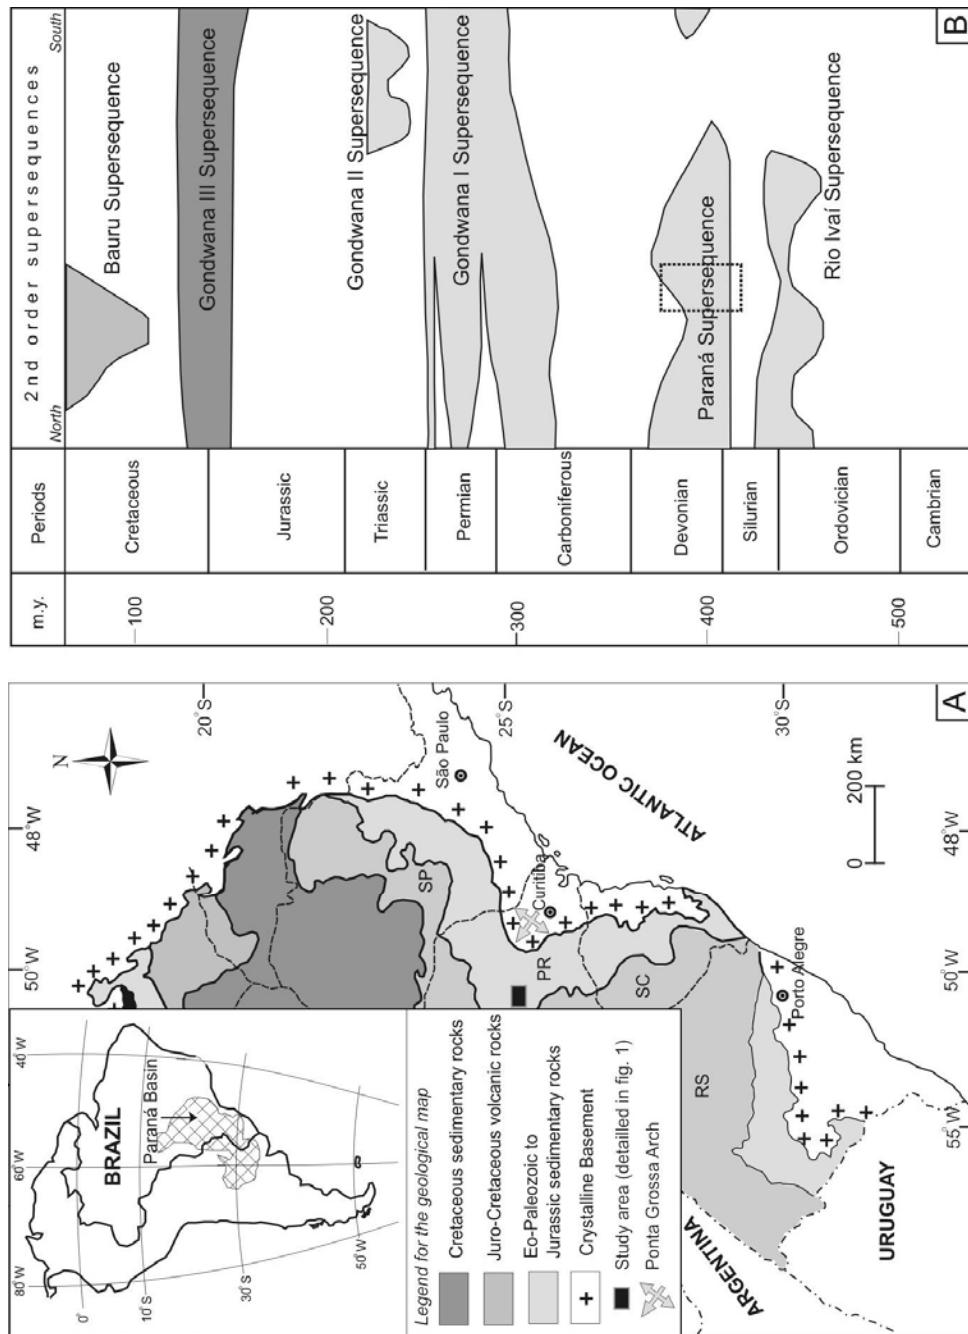 20°S
25°S
30°S
A
N
São Paulo
ATLANTIC OCEAN
200 km
0
48°W
48°W
SP
Curitiba
PR
SC
50°W
50°W
Porto Alegre
RS
55°W
URUGUAY
ARGENTINA
40°W
60°W
80°W
50°W
0°
10°S
30°S
BRAZIL
Paraná Basin
Legend for the geological map
Cretaceous sedimentary rocks
Juro-Cretaceous volcanic rocks
Eo-Paleozoic to
Jurassic sedimentary rocks
Crystalline Basement
Study area (detailled in fig. 1)
Ponta Grossa Arch
m.y.
Periods
2nd order supersequences
North
South
100
200
300
400
500
Cretaceous
Jurassic
Triassic
Permian
Carboniferous
Devonian
Silurian
Ordovician
Cambrian
Bauru Supersequence
Gondwana III Supersequence
Gondwana II Supersequence
Gondwana I Supersequence
Paraná Supersequence
Rio Ivaí Supersequence
B